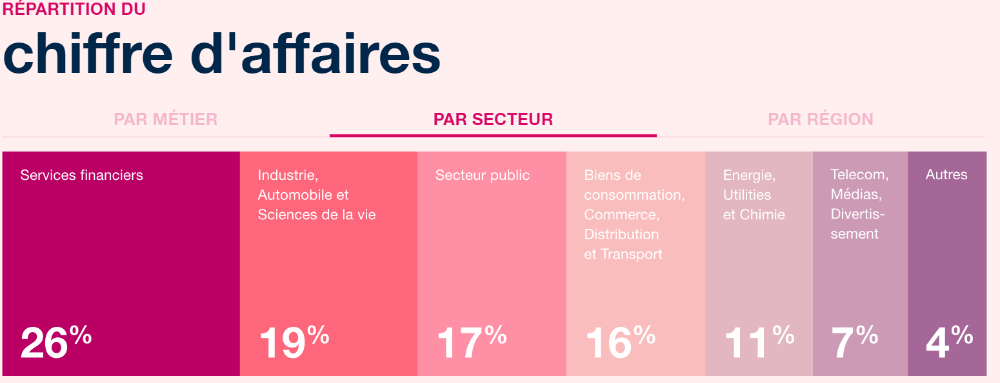 RÉPARTITION DU
chiffre d'affaires
PAR MÉTIER
PAR SECTEUR
PAR RÉGION
Services financiers
26%
Industrie,
Automobile et
Sciences de la vie
19%
Secteur public
17%
Biens de
consommation,
Commerce,
Distribution
et Transport
16%
Energie,
Utilities
et Chimie
11%
Telecom,
Médias,
Divertis-
sement
7%
Autres
4%